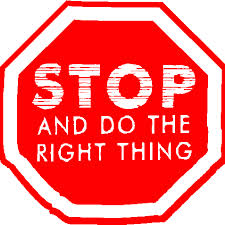 STOP
AND DO THE
RIGHT THING